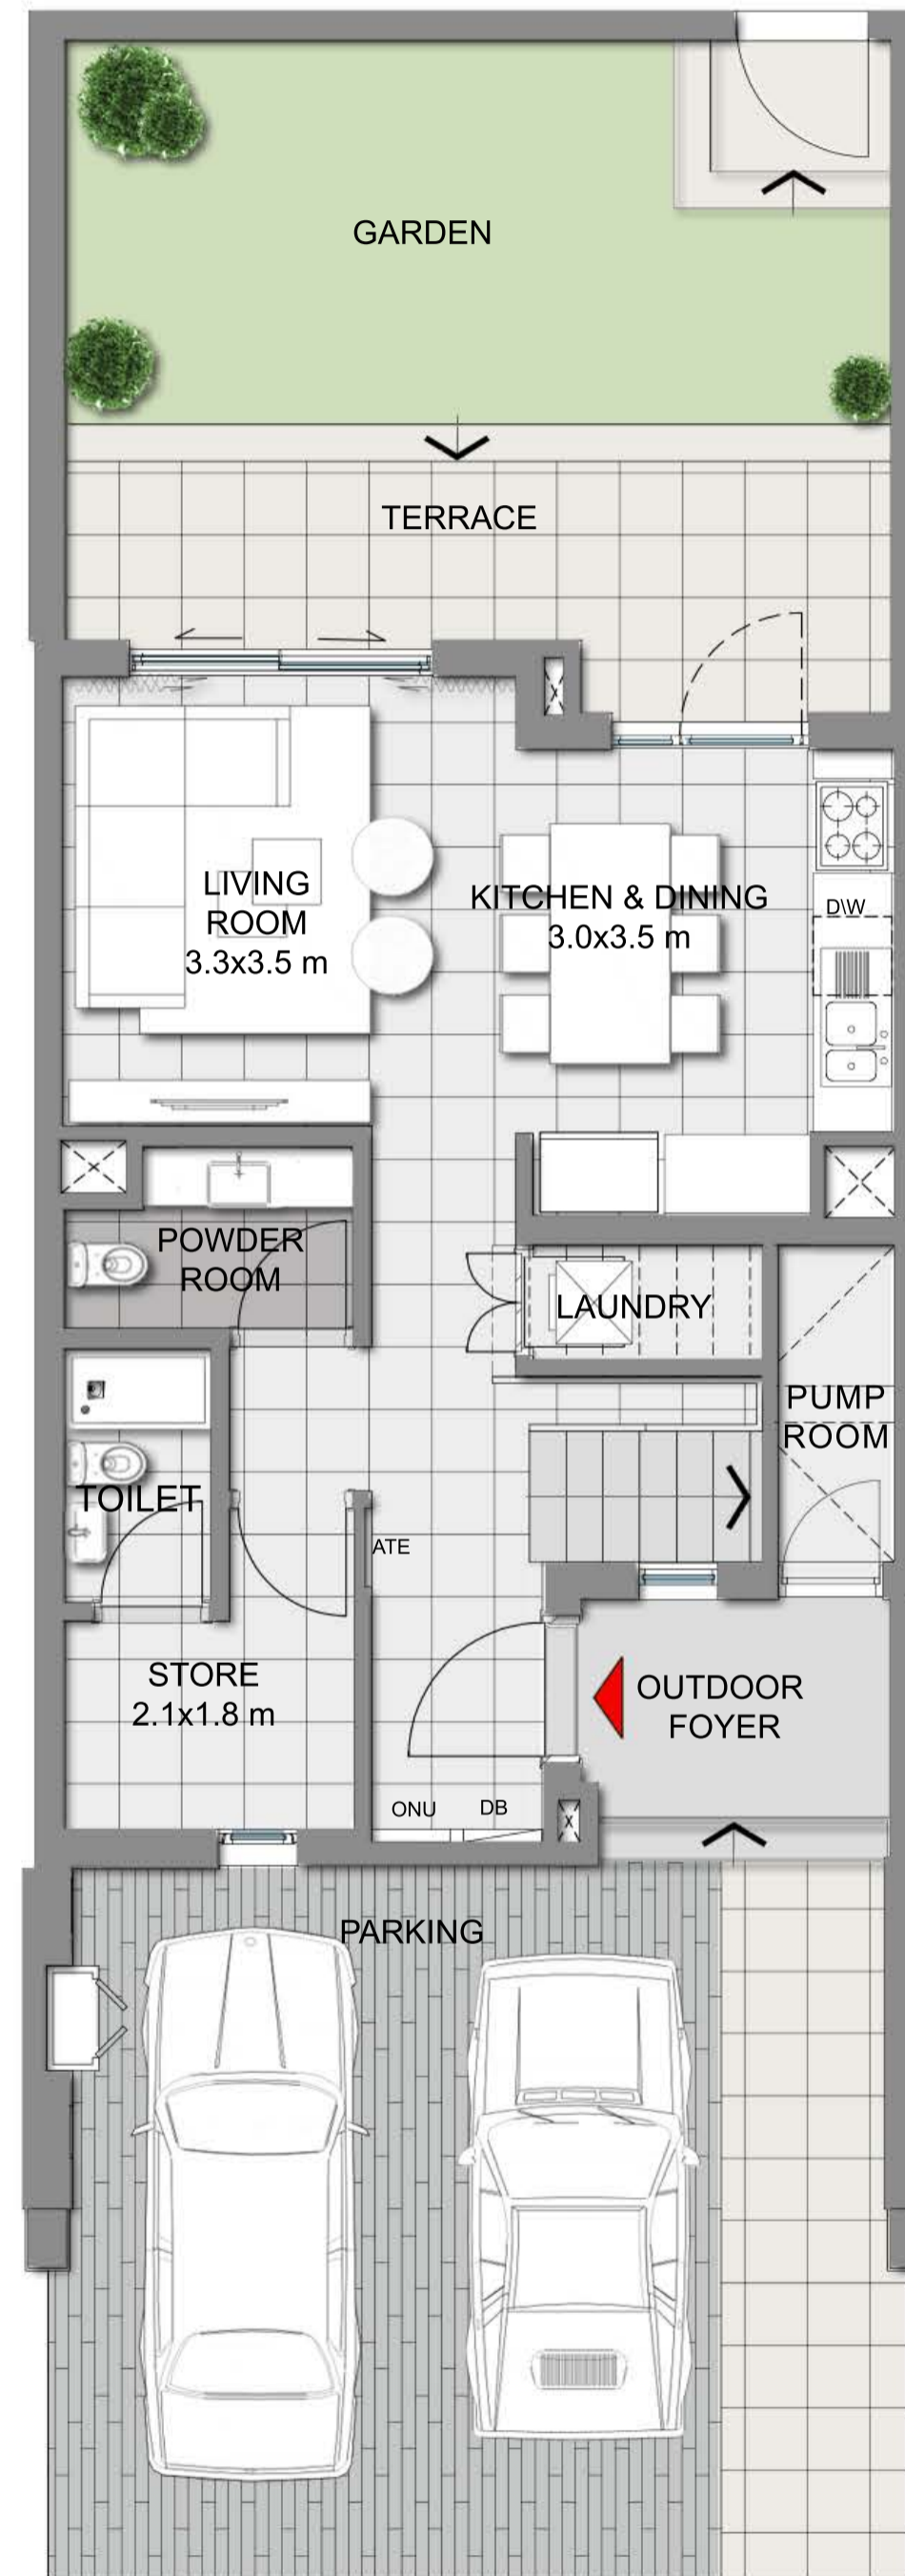 GARDEN
TERRACE
LIVING
ROOM
3.3x3.5 m
KITCHEN & DINING
3.0x3.5 m
D\W
POWDER
ROOM
LAUNDRY
PUMP
ROOM
TOILET
ATE
STORE
2.1x1.8 m
OUTDOOR
FOYER
ONU
DB
X
PARKING